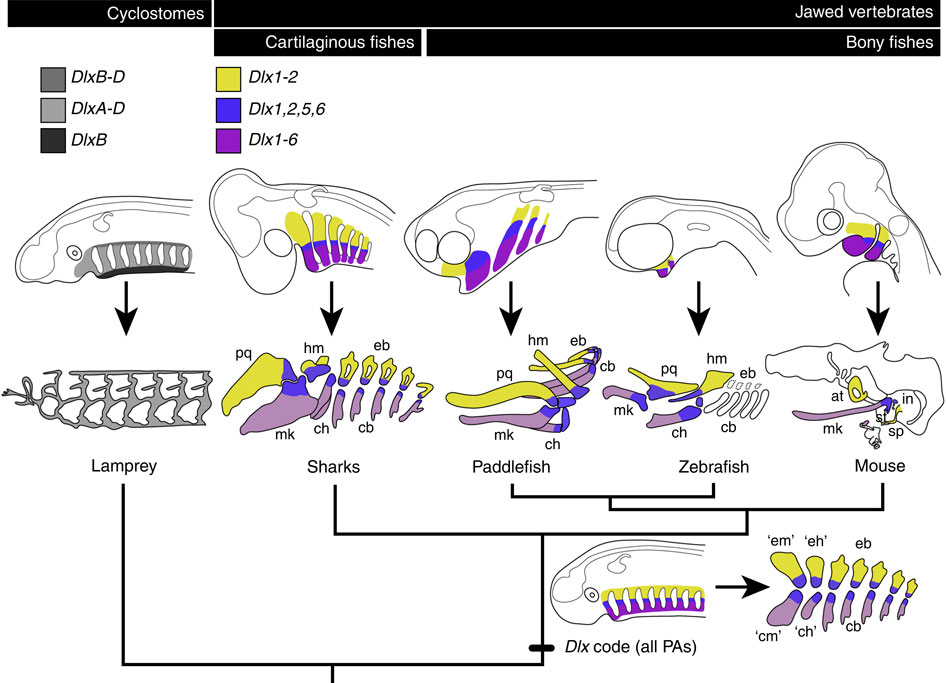 Cyclostomes
Jawed vertebrates
Cartilaginous fishes
Bony fishes
DlxB-D
DlxA-D
DlxB
Dlx1-2
Dlx1,2,5,6
Dlx1-6
pq
hm
eb
mk
ch
cb
hm
eb
cb
pq
mk
ch
pq
hm
eb
mk
ch
cb
at
in
st
mk
sp
Lamprey
Sharks
Paddlefish
Zebrafish
Mouse
‘em’
‘eh’
eb
‘cm’
‘ch’
cb
Dlx code (all PAs)